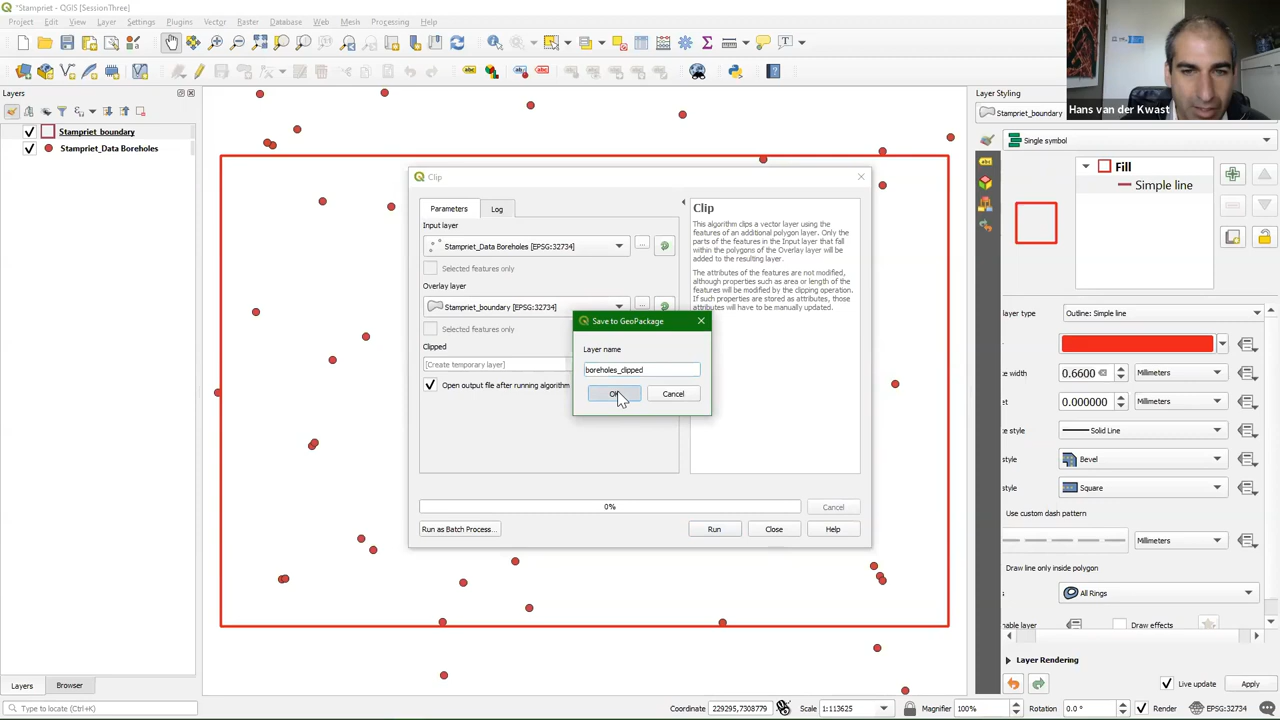 *Stampriet - QGIS [SessionThree]
Project Edit View Layer Settings Plugins Vector Raster Database Web Mesh Processing Help
Hans van der Kwast
Layers
Stampriet_boundary
Stampriet_Data Boreholes
Layers Browser
Type to locate (Ctrl+K)
Clip
Parameters Log
Input layer
Stampriet_Data Boreholes [EPSG:32734]
Selected features only
Overlay layer
Stampriet_boundary [EPSG:32734]
Selected features only
Clipped
[Create temporary layer]
Open output file after running algorithm
Clip
This algorithm clips a vector layer using the
features of an additional polygon layer. Only the
parts of the features in the Input layer that fall
within the polygons of the Overlay layer will be
added to the resulting layer.
The attributes of the features are not modified,
although properties such as area or length of the
features will be modified by the clipping operation.
If such properties are stored as attributes, those
attributes will have to be manually updated.
Save to GeoPackage
Layer name
boreholes_clipped
OK Cancel
0% Cancel
Run as Batch Process... Run Close Help
Layer Styling
Stampriet_boundary
Single symbol
Fill
Simple line
layer type Outline: Simple line
e width 0.6600 Millimeters
et 0.000000 Millimeters
e style Solid Line
style Bevel
style Square
Use custom dash pattern
Millimeters
Draw line only inside polygon
s All Rings
nable layer Draw effects
Layer Rendering
Live update Apply
Coordinate 229295,7308779 Scale 1:113625 Magnifier 100% Rotation 0.0 ° Render EPSG:32734